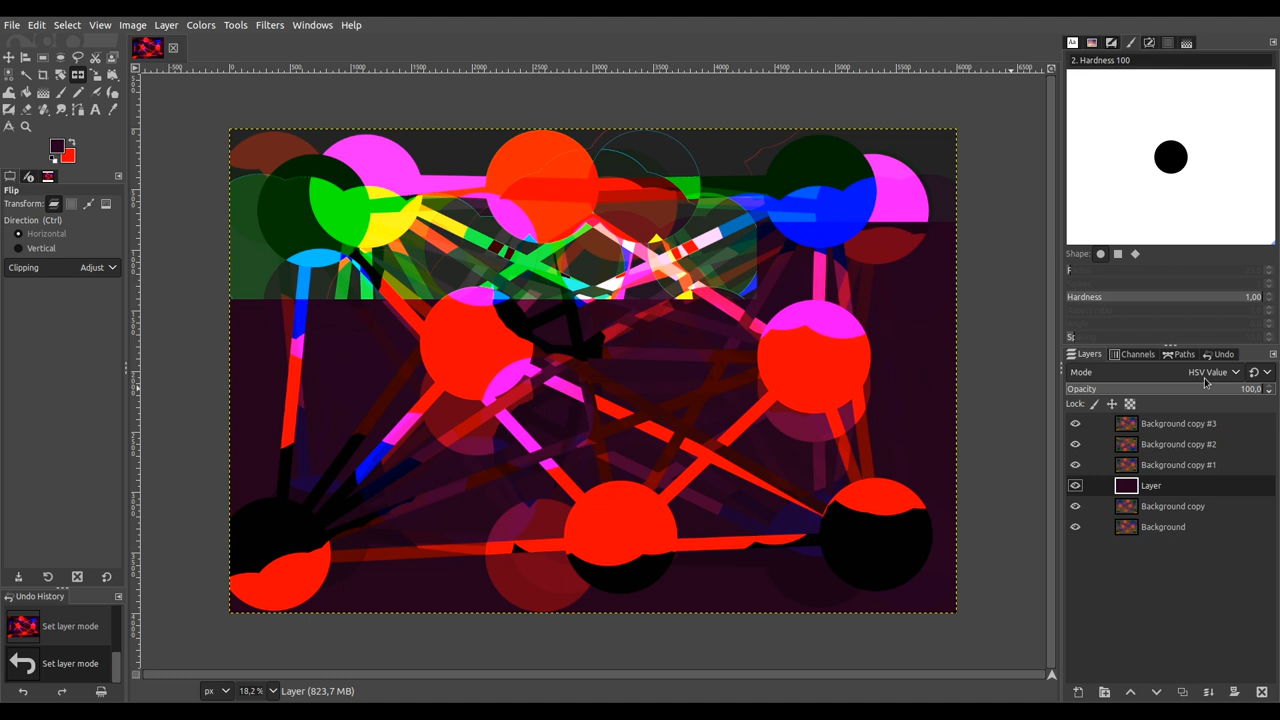 File Edit Select View Image Layer Colors Tools Filters Windows Help
2. Hardness 100
Flip
Transform:
Direction (Ctrl)
Horizontal
Vertical
Clipping Adjust
Shape:
Hardness 1,00
Layers Channels Paths Undo
Mode HSV Value
Opacity 100,0
Lock:
Background copy #3
Background copy #2
Background copy #1
Layer
Background copy
Background
Undo History
Set layer mode
Set layer mode
px 18,2 % Layer (823,7 MB)